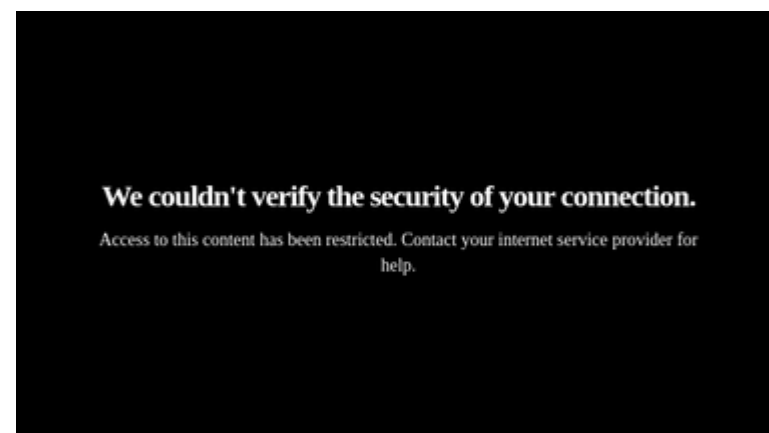 We couldn't verify the security of your connection.
Access to this content has been restricted. Contact your internet service provider for
help.